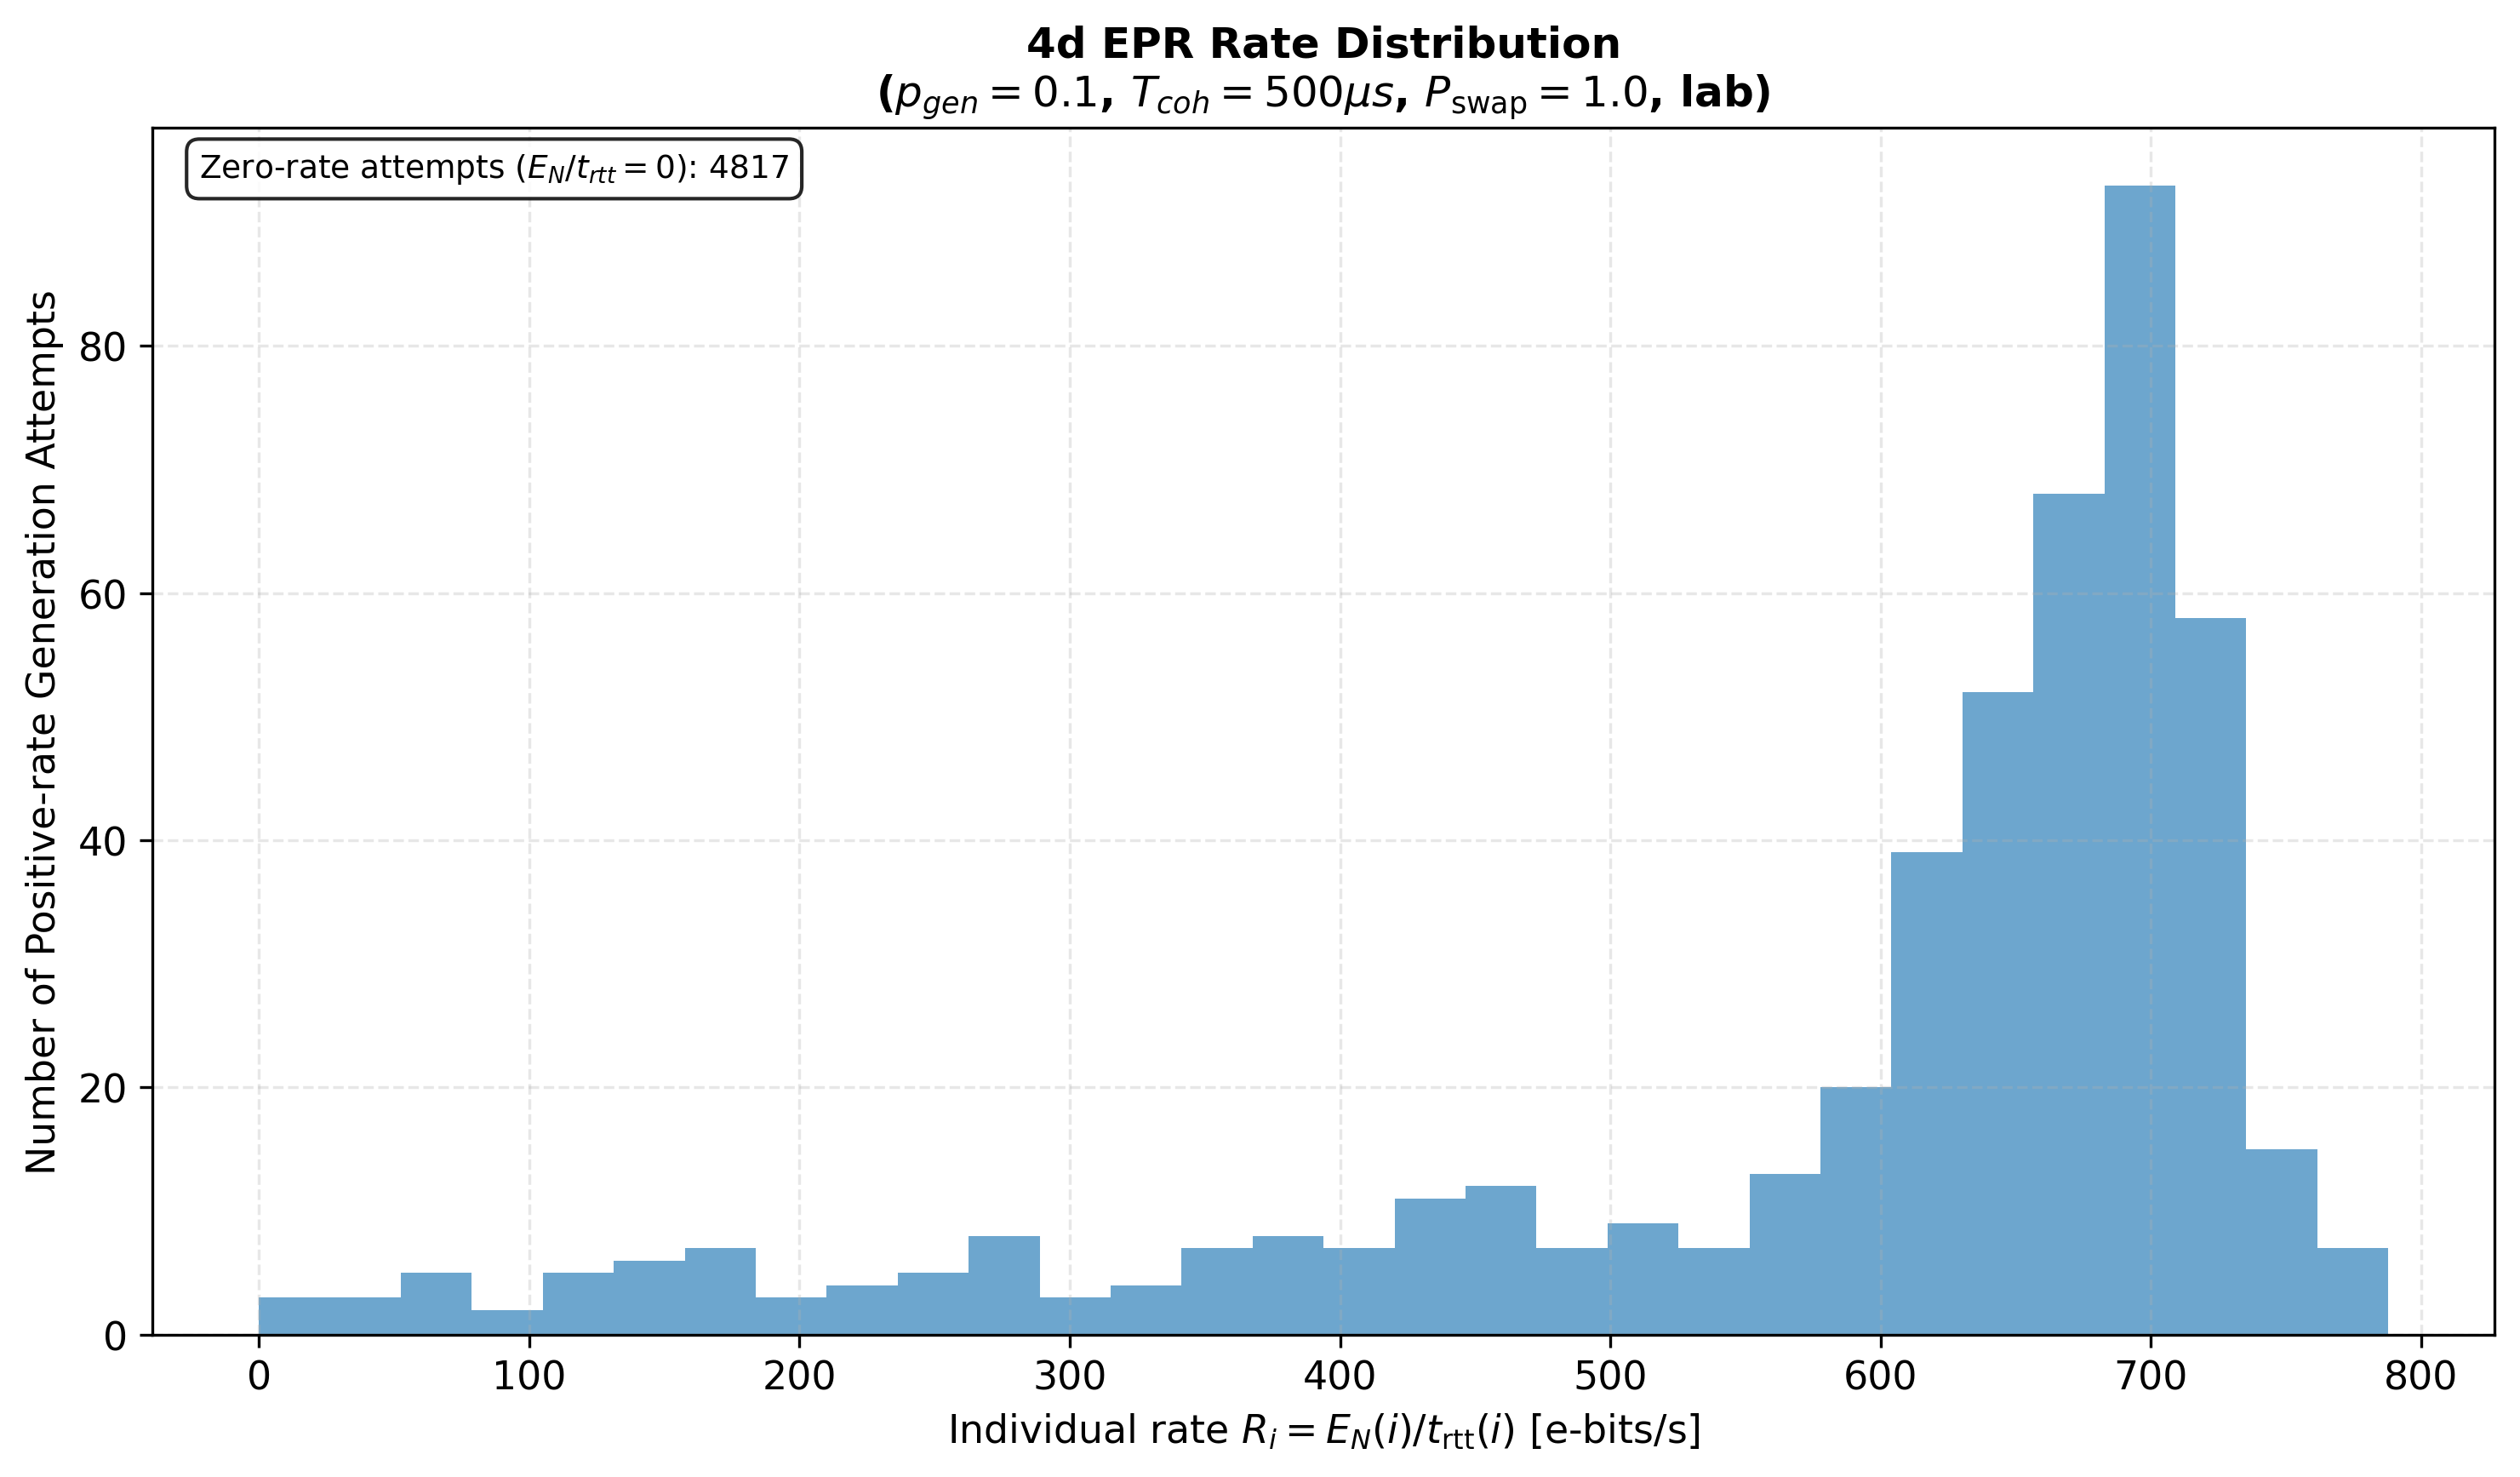 4d EPR Rate Distribution
(p_gen = 0.1, T_coh = 500μs, P_swap = 1.0, lab)
Zero-rate attempts (E_N/t_rtt = 0): 4817
Number of Positive-rate Generation Attempts
80
60
40
20
0
0 100 200 300 400 500 600 700 800
Individual rate R_i = E_N(i)/t_rtt(i) [e-bits/s]